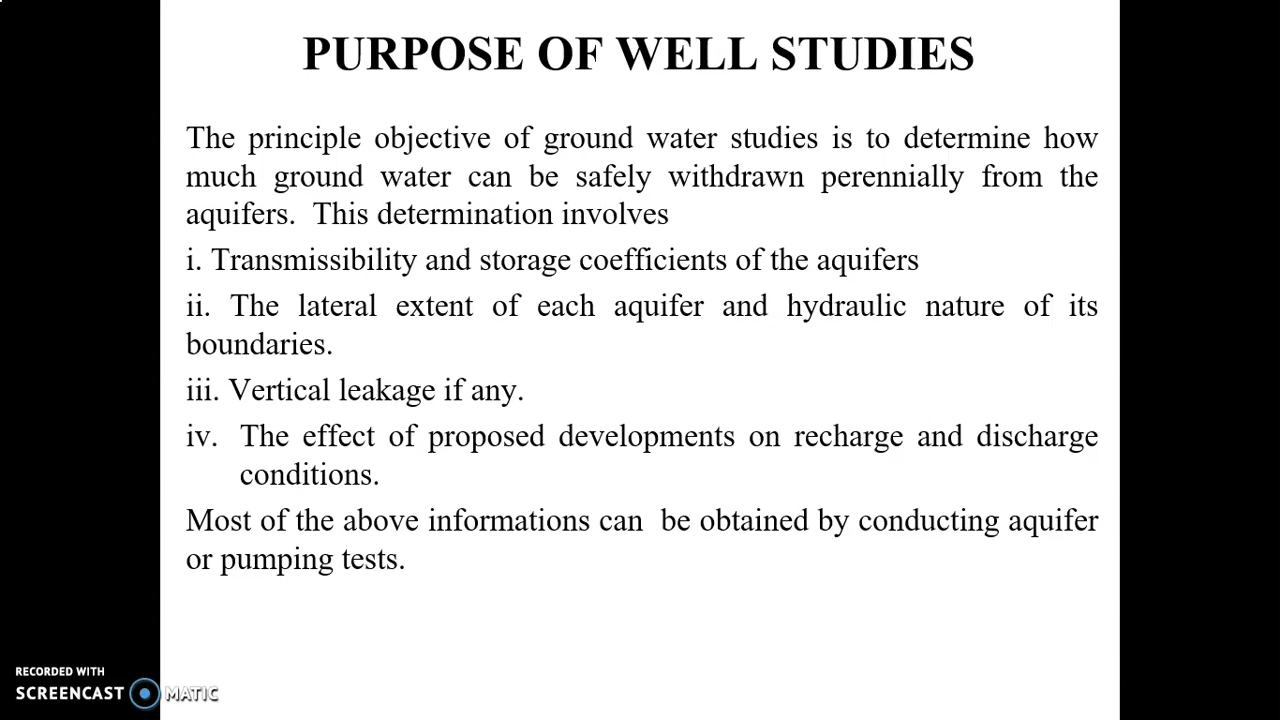 PURPOSE OF WELL STUDIES
The principle objective of ground water studies is to determine how
much ground water can be safely withdrawn perennially from the
aquifers.  This determination involves
i. Transmissibility and storage coefficients of the aquifers
ii. The lateral extent of each aquifer and hydraulic nature of its
boundaries.
iii. Vertical leakage if any.
iv. The effect of proposed developments on recharge and discharge
conditions.
Most of the above informations can  be obtained by conducting aquifer
or pumping tests.
RECORDED WITH
SCREENCAST MATIC